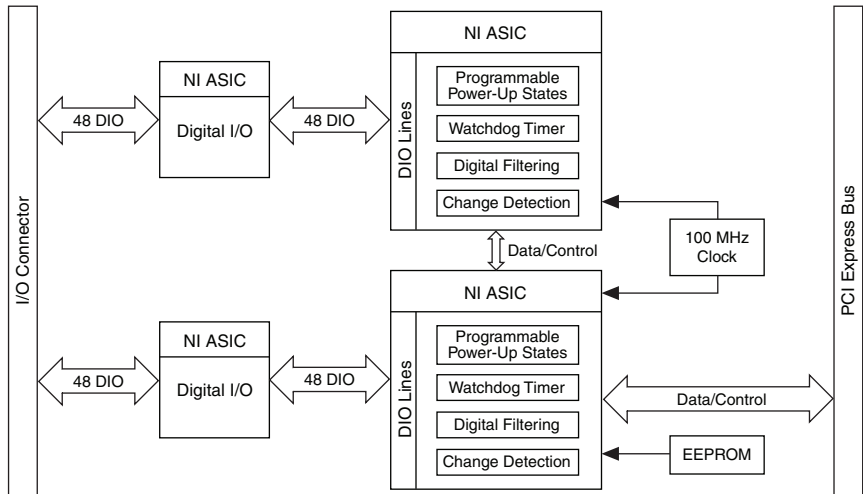 I/O Connector
48 DIO
NI ASIC
Digital I/O
48 DIO
NI ASIC
DIO Lines
Programmable
Power-Up States
Watchdog Timer
Digital Filtering
Change Detection
Data/Control
100 MHz
Clock
PCI Express Bus
48 DIO
NI ASIC
Digital I/O
48 DIO
NI ASIC
DIO Lines
Programmable
Power-Up States
Watchdog Timer
Digital Filtering
Change Detection
Data/Control
EEPROM